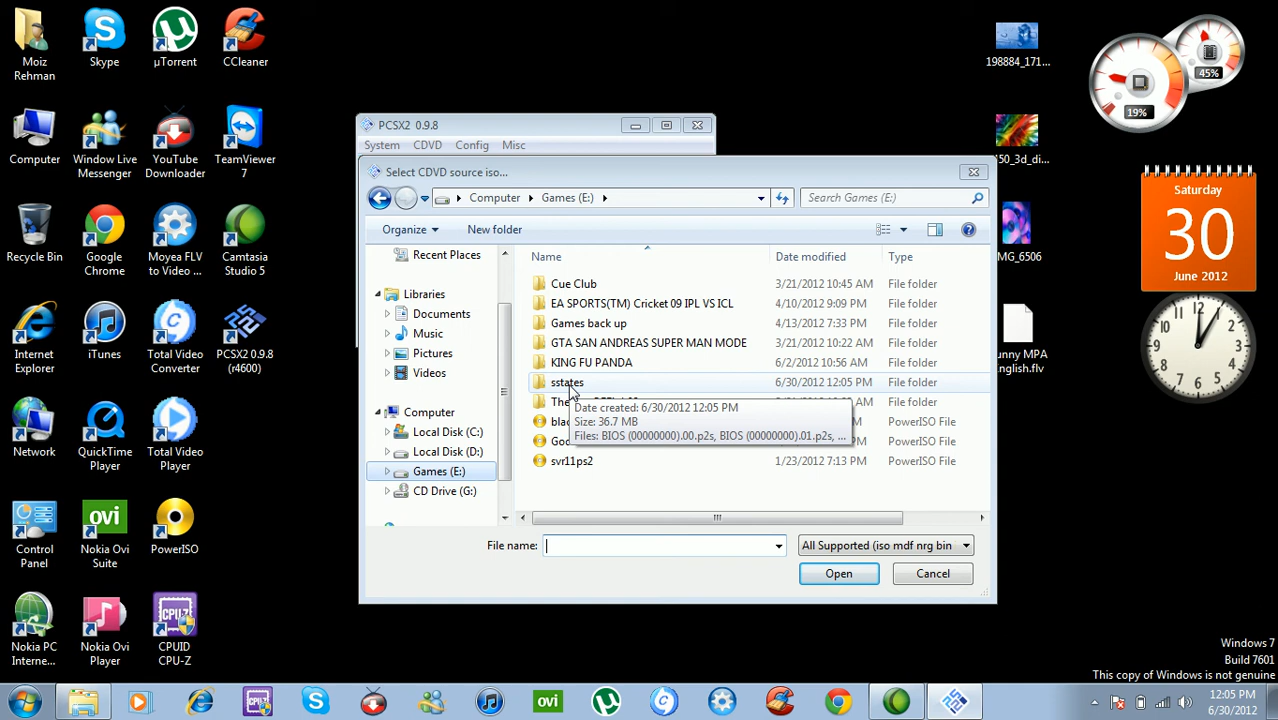 Moiz
Rehman
Skype
µTorrent
CCleaner
198884_171...
45%
19%
Computer
Window Live
Messenger
YouTube
Downloader
TeamViewer
7
PCSX2 0.9.8
System CDVD Config Misc
Select CDVD source iso...
Computer Games (E:)
Search Games (E:)
Organize New folder
Name Date modified Type
Recent Places
Libraries
Documents
Music
Pictures
Videos
Computer
Local Disk (C:)
Local Disk (D:)
Games (E:)
CD Drive (G:)
Cue Club 3/21/2012 10:45 AM File folder
EA SPORTS(TM) Cricket 09 IPL VS ICL 4/10/2012 9:09 PM File folder
Games back up 4/13/2012 7:33 PM File folder
GTA SAN ANDREAS SUPER MAN MODE 3/21/2012 10:22 AM File folder
KING FU PANDA 6/2/2012 10:56 AM File folder
sstates 6/30/2012 12:05 PM File folder
File folder
PowerISO File
PowerISO File
svr11ps2 1/23/2012 7:13 PM PowerISO File
Date created: 6/30/2012 12:05 PM
Size: 36.7 MB
Files: BIOS (00000000).00.p2s, BIOS (00000000).01.p2s, ...
File name: All Supported (iso mdf nrg bin
Open Cancel
Saturday
30
June 2012
Recycle Bin
Google
Chrome
Moyea FLV
to Video ...
Camtasia
Studio 5
MG_6506
Internet
Explorer
iTunes
Total Video
Converter
PCSX2 0.9.8
(r4600)
unny MPA
nglish.flv
Network
QuickTime
Player
Total Video
Player
Control
Panel
ovi
Nokia Ovi
Suite
PowerISO
Nokia PC
Interne...
Nokia Ovi
Player
CPU-Z
CPUID
CPU-Z
Windows 7
Build 7601
This copy of Windows is not genuine
ovi
12:05 PM
6/30/2012